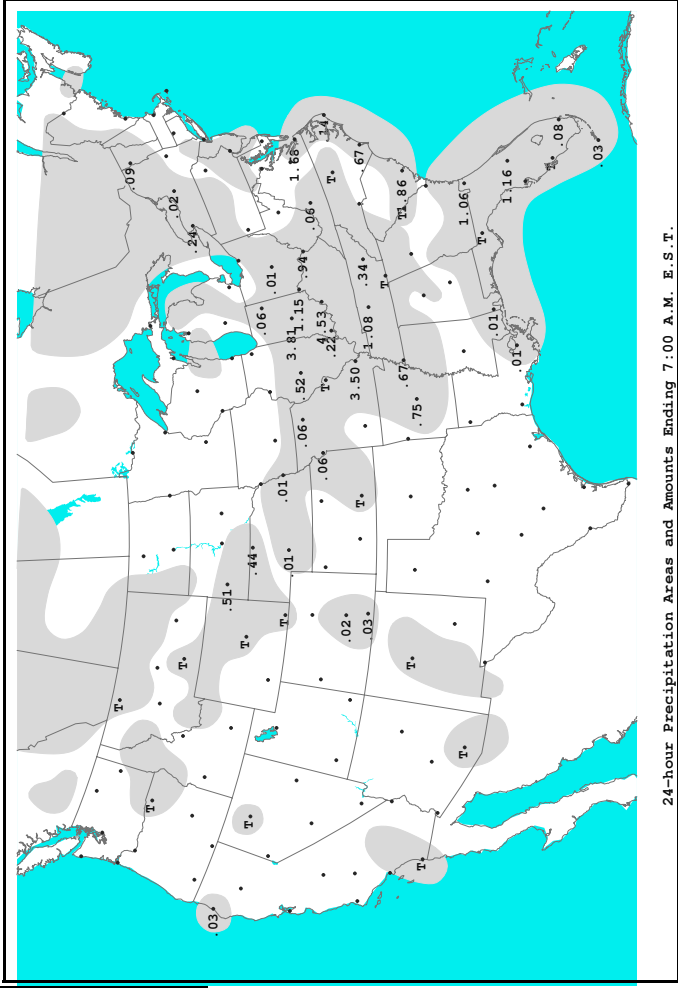 T
.09
T
.02
T
.24
.03
.51
T
T
.44
.06
.01
.01
T
.01
3.81
1.68
1.15
.52
.94
.06
.06
4.53
.06
.14
T
.22
T
.02
3.50
.67
T
.34
.03
1.08
T
T
1.86
.67
T
.75
T
1.06
T
T
.01
1.16
.01
.08
.03
24-hour Precipitation Areas and Amounts Ending 7:00 A.M. E.S.T.